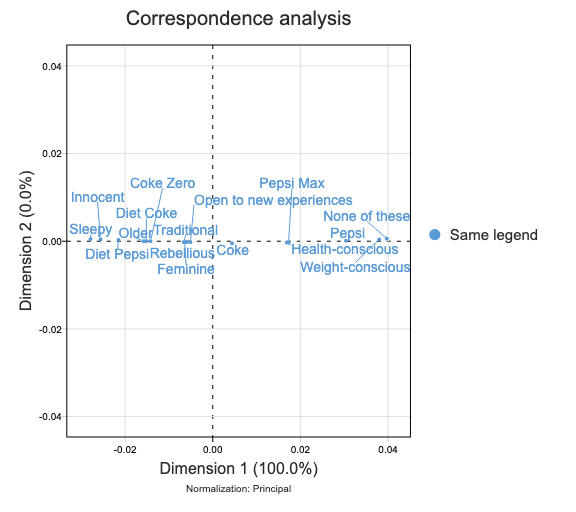 Correspondence analysis
0.04
0.02
Coke Zero
Pepsi Max
Innocent
Open to new experiences
Diet Coke
None of these
Sleepy
Older
Traditional
Pepsi
Same legend
0.00
Diet Pepsi
Rebellious
Coke
Health-conscious
Feminine
Weight-conscious
-0.02
-0.04
Dimension 2 (0.0%)
-0.02
0.00
0.02
0.04
Dimension 1 (100.0%)
Normalization: Principal